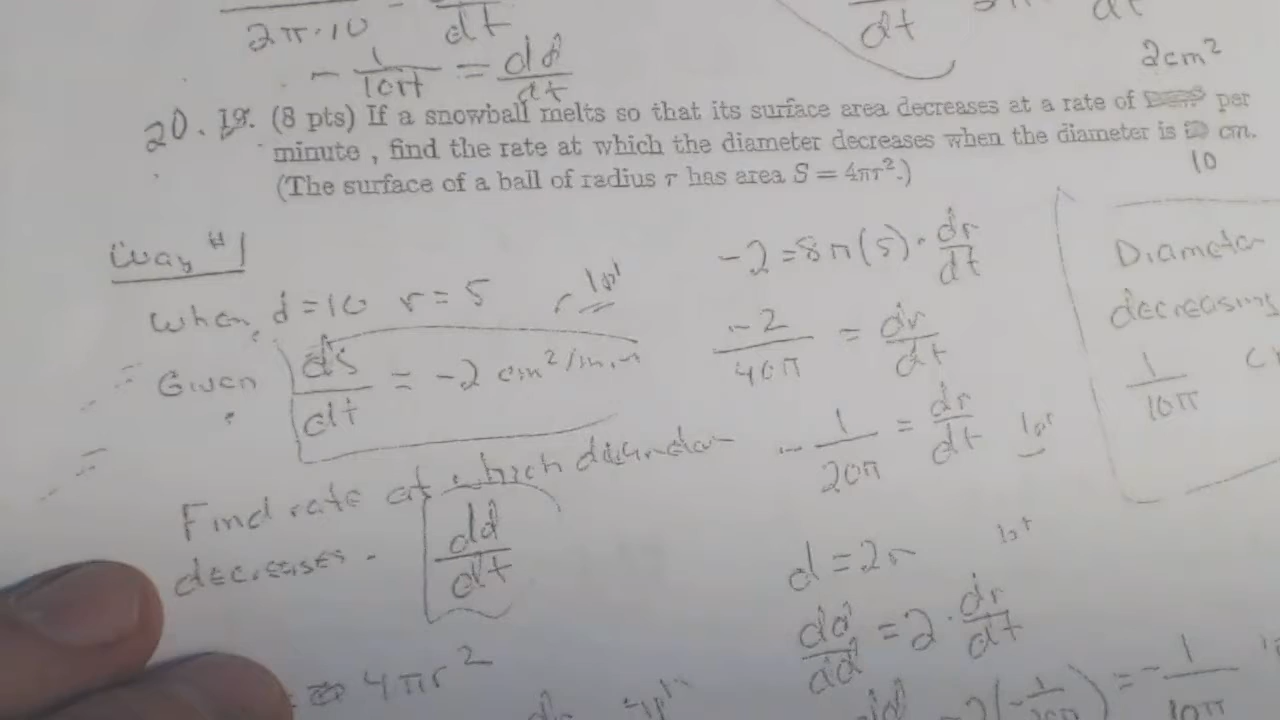 2π·10 dt
- 1/10π = dd/dt
dt dt
2cm²
20. 19. (8 pts) If a snowball melts so that its surface area decreases at a rate of per
minute , find the rate at which the diameter decreases when the diameter is cm.
10
(The surface of a ball of radius r has area S = 4πr².)
Way #1
When d = 10 r = 5
Given ds/dt = -2 cm²/min
Find rate at which diameter
decreases - dd/dt
4πr²
-2 = 8π(5) · dr/dt
-2/40π = dr/dt
- 1/20π = dr/dt
d = 2r
dd/dd = 2 · dr/dt
= - 1/10π
Diameter
decreasing
1/10π